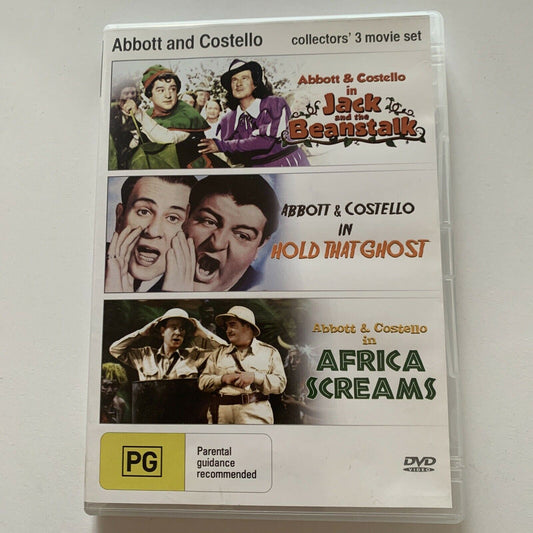 Abbott and Costello collectors' 3 movie set
Abbott & Costello
in
Jack
and the
Beanstalk
ABBOTT & COSTELLO
IN
HOLD THAT GHOST
Abbott & Costello
in
AFRICA
SCREAMS
PG
Parental
guidance
recommended
DVD
VIDEO